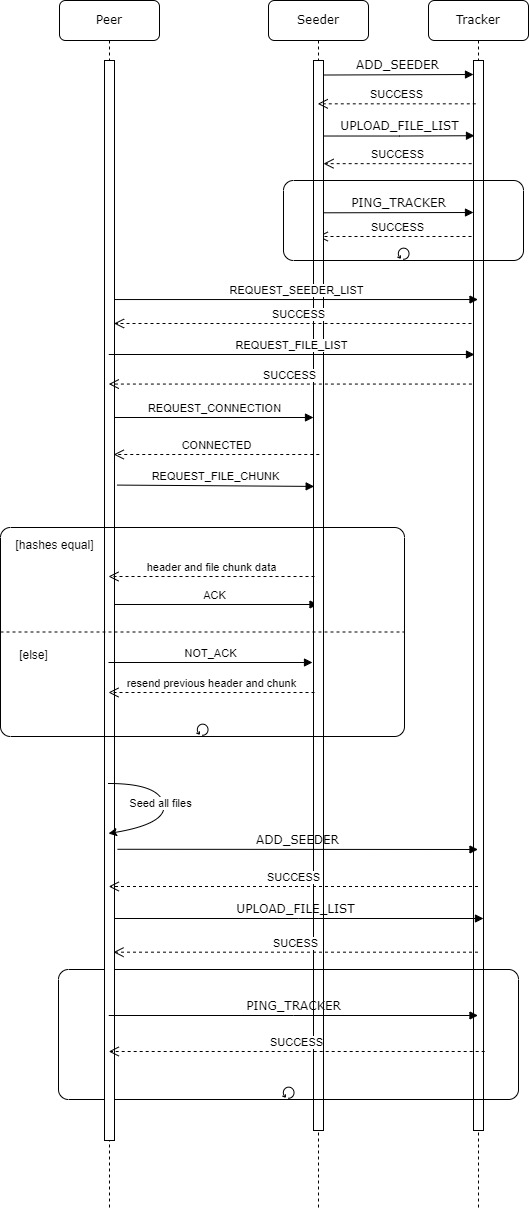 Peer
Seeder
Tracker
ADD_SEEDER
SUCCESS
UPLOAD_FILE_LIST
SUCCESS
PING_TRACKER
SUCCESS
REQUEST_SEEDER_LIST
SUCCESS
REQUEST_FILE_LIST
SUCCESS
REQUEST_CONNECTION
CONNECTED
REQUEST_FILE_CHUNK
[hashes equal]
header and file chunk data
ACK
[else]
NOT_ACK
resend previous header and chunk
Seed all files
ADD_SEEDER
SUCCESS
UPLOAD_FILE_LIST
SUCESS
PING_TRACKER
SUCCESS